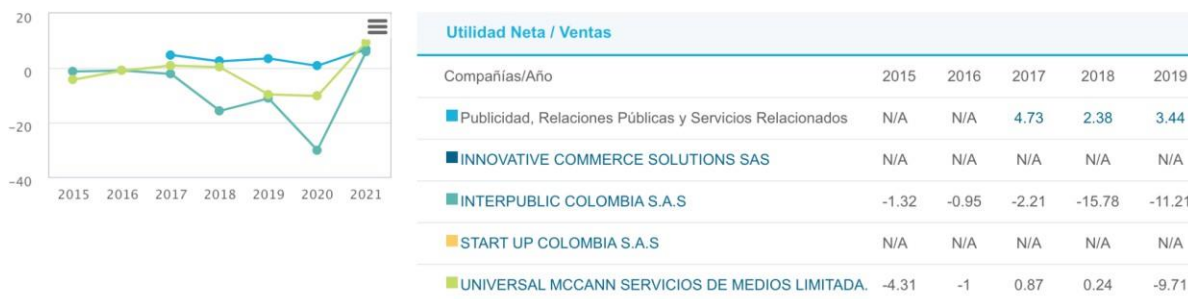 20
0
-20
-40
2015 2016 2017 2018 2019 2020 2021
Utilidad Neta / Ventas
Compañías/Año 2015 2016 2017 2018 2019
Publicidad, Relaciones Públicas y Servicios Relacionados N/A N/A 4.73 2.38 3.44
INNOVATIVE COMMERCE SOLUTIONS SAS N/A N/A N/A N/A N/A
INTERPUBLIC COLOMBIA S.A.S -1.32 -0.95 -2.21 -15.78 -11.21
START UP COLOMBIA S.A.S N/A N/A N/A N/A N/A
UNIVERSAL MCCANN SERVICIOS DE MEDIOS LIMITADA. -4.31 -1 0.87 0.24 -9.71